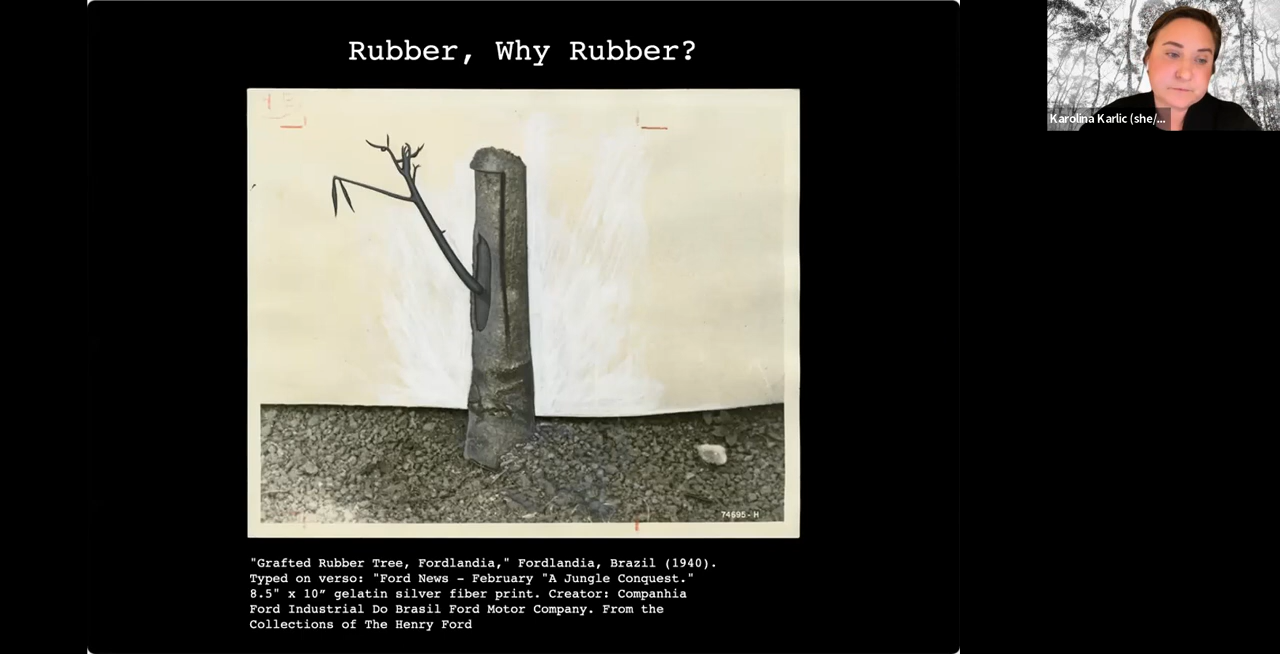 Rubber, Why Rubber?
Karolina Karlic (she/...
74695-H
"Grafted Rubber Tree, Fordlandia," Fordlandia, Brazil (1940).
Typed on verso: "Ford News – February "A Jungle Conquest."
8.5" x 10” gelatin silver fiber print. Creator: Companhia
Ford Industrial Do Brasil Ford Motor Company. From the
Collections of The Henry Ford